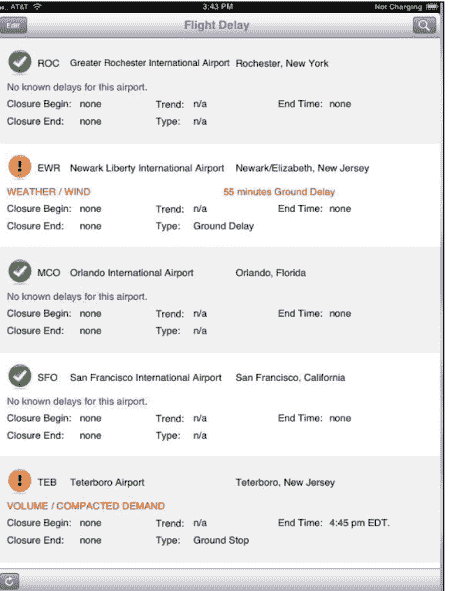 AT&T 3:43 PM Not Charging
Edit Flight Delay
ROC Greater Rochester International Airport Rochester, New York
No known delays for this airport.
Closure Begin: none Trend: n/a End Time: none
Closure End: none Type: n/a
EWR Newark Liberty International Airport Newark/Elizabeth, New Jersey
WEATHER / WIND 55 minutes Ground Delay
Closure Begin: none Trend: n/a End Time: none
Closure End: none Type: Ground Delay
MCO Orlando International Airport Orlando, Florida
No known delays for this airport.
Closure Begin: none Trend: n/a End Time: none
Closure End: none Type: n/a
SFO San Francisco International Airport San Francisco, California
No known delays for this airport.
Closure Begin: none Trend: n/a End Time: none
Closure End: none Type: n/a
TEB Teterboro Airport Teterboro, New Jersey
VOLUME / COMPACTED DEMAND
Closure Begin: none Trend: n/a End Time: 4:45 pm EDT.
Closure End: none Type: Ground Stop